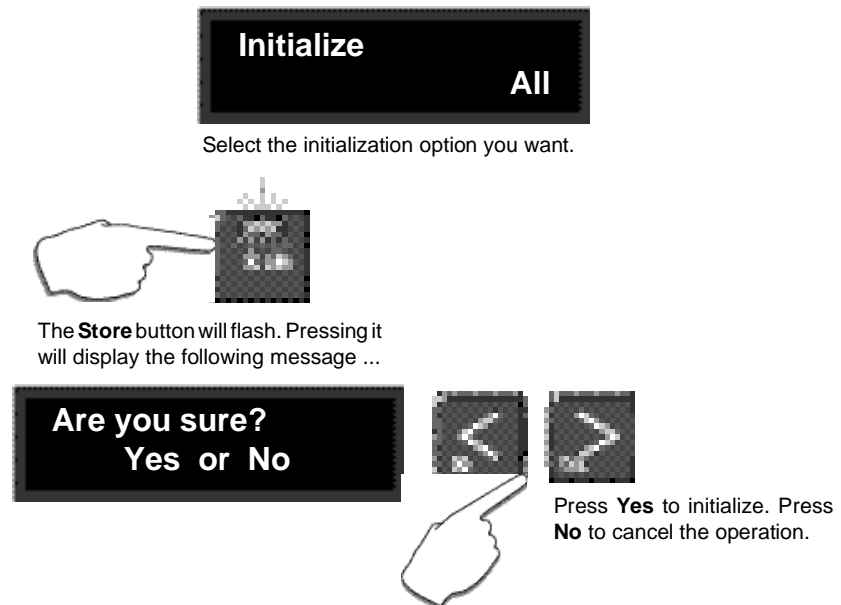 Initialize
All
Select the initialization option you want.
The Store button will flash. Pressing it
will display the following message ...
Are you sure?
Yes or No
Press Yes to initialize. Press
No to cancel the operation.